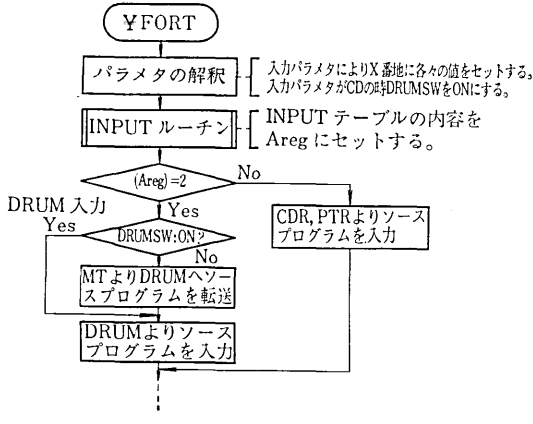 ¥FORT
パラメタの解釈
入力パラメタによりX番地に各々の値をセットする。
入力パラメタがCDの時DRUMSWをONにする。
INPUTルーチン
INPUTテーブルの内容を
Aregにセットする。
(Areg)=2
No
DRUM入力
Yes
Yes
CDR, PTRよりソース
プログラムを入力
DRUMSW:ON?
No
MTよりDRUMへソー
スプログラムを転送
DRUMよりソース
プログラムを入力